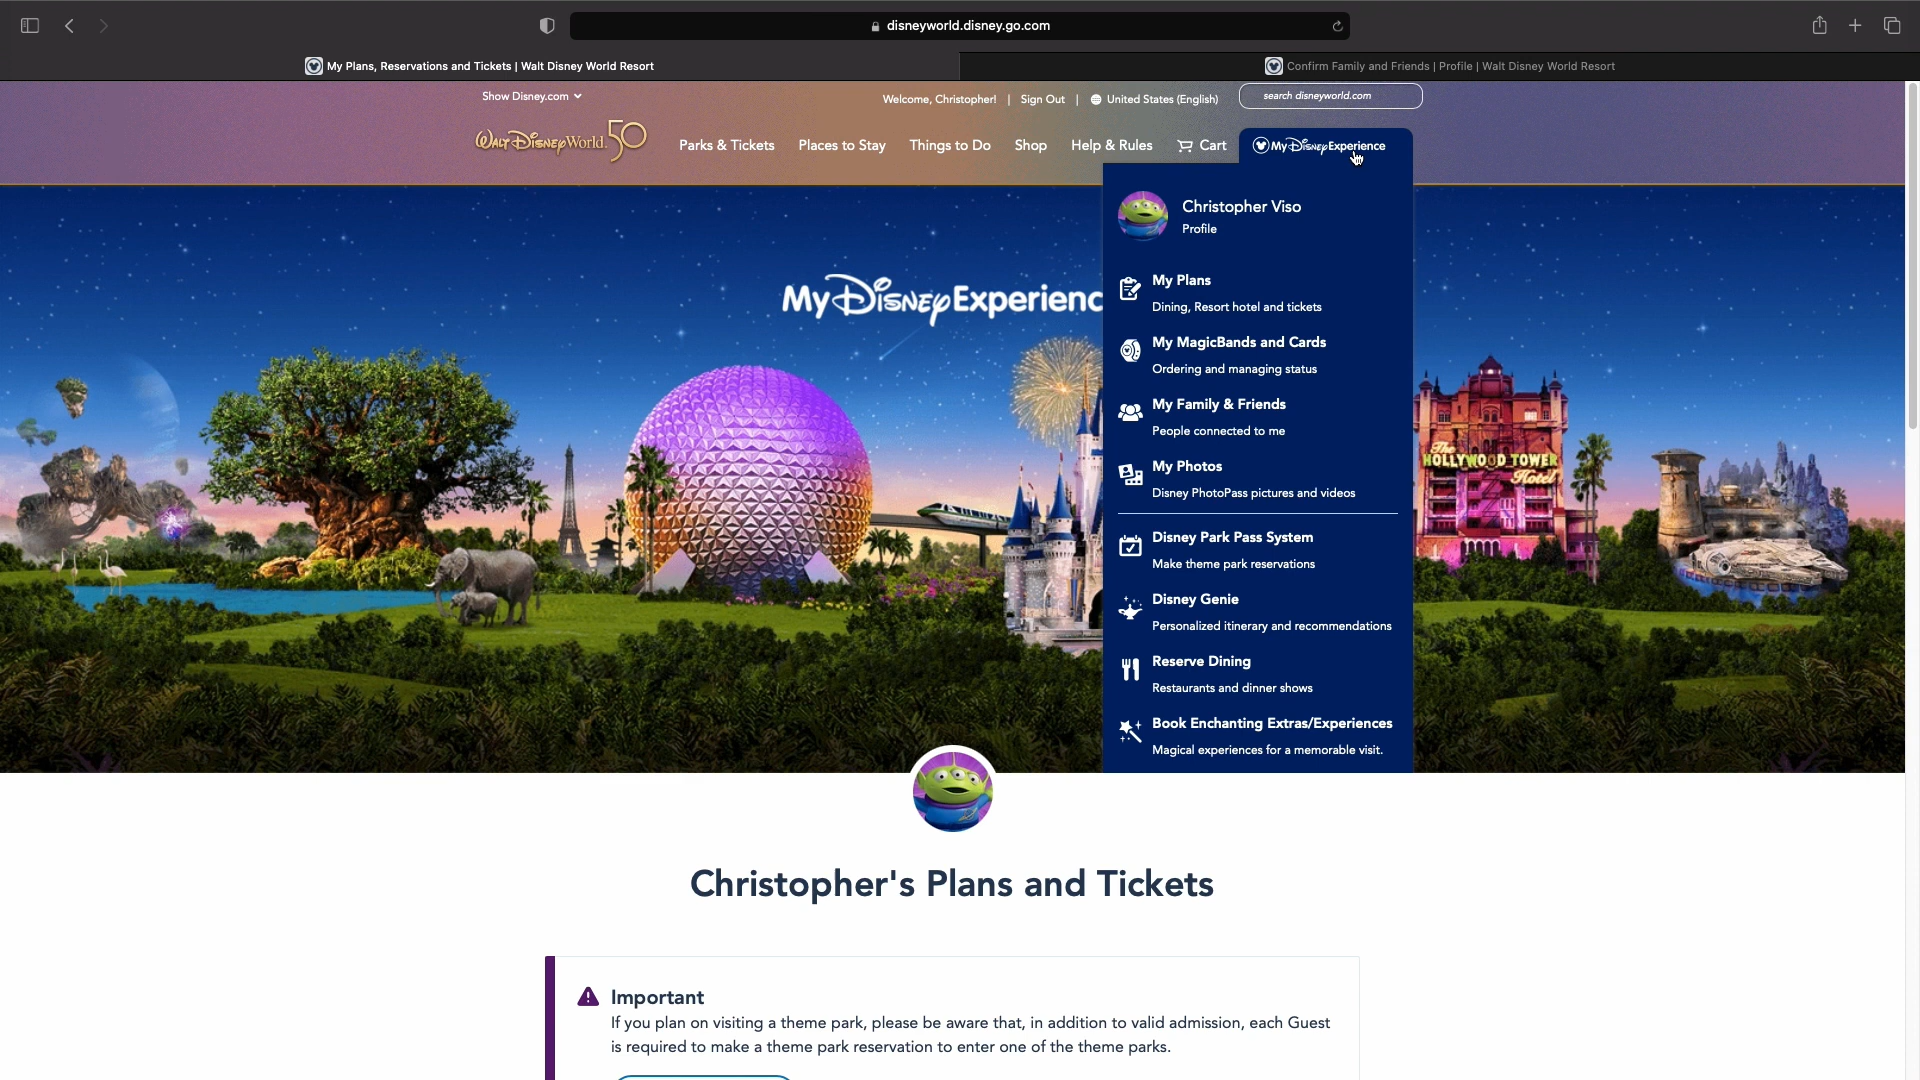 disneyworld.disney.go.com
My Plans, Reservations and Tickets | Walt Disney World Resort
Confirm Family and Friends | Profile | Walt Disney World Resort
Show Disney.com
Welcome, Christopher! | Sign Out | United States (English)
search disneyworld.com
Walt Disney World. 50
Parks & Tickets
Places to Stay
Things to Do
Shop
Help & Rules
Cart
My Disney Experience
Christopher Viso
Profile
My Disney Experienc
My Plans
Dining, Resort hotel and tickets
My MagicBands and Cards
Ordering and managing status
My Family & Friends
People connected to me
My Photos
Disney PhotoPass pictures and videos
The
HOLLYWOOD TOWER
Hotel
Disney Park Pass System
Make theme park reservations
Disney Genie
Personalized itinerary and recommendations
Reserve Dining
Restaurants and dinner shows
Book Enchanting Extras/Experiences
Magical experiences for a memorable visit.
Christopher's Plans and Tickets
Important
If you plan on visiting a theme park, please be aware that, in addition to valid admission, each Guest
is required to make a theme park reservation to enter one of the theme parks.